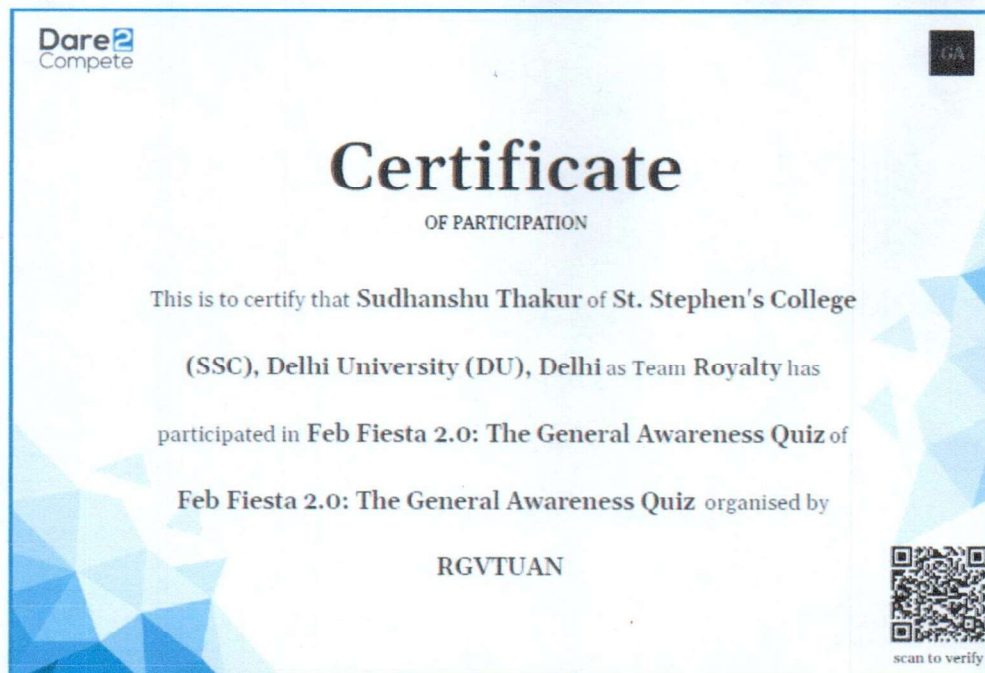 Dare2
Compete
GA
Certificate
OF PARTICIPATION
This is to certify that Sudhanshu Thakur of St. Stephen's College
(SSC), Delhi University (DU), Delhi as Team Royalty has
participated in Feb Fiesta 2.0: The General Awareness Quiz of
Feb Fiesta 2.0: The General Awareness Quiz organised by
RGVTUAN
scan to verify